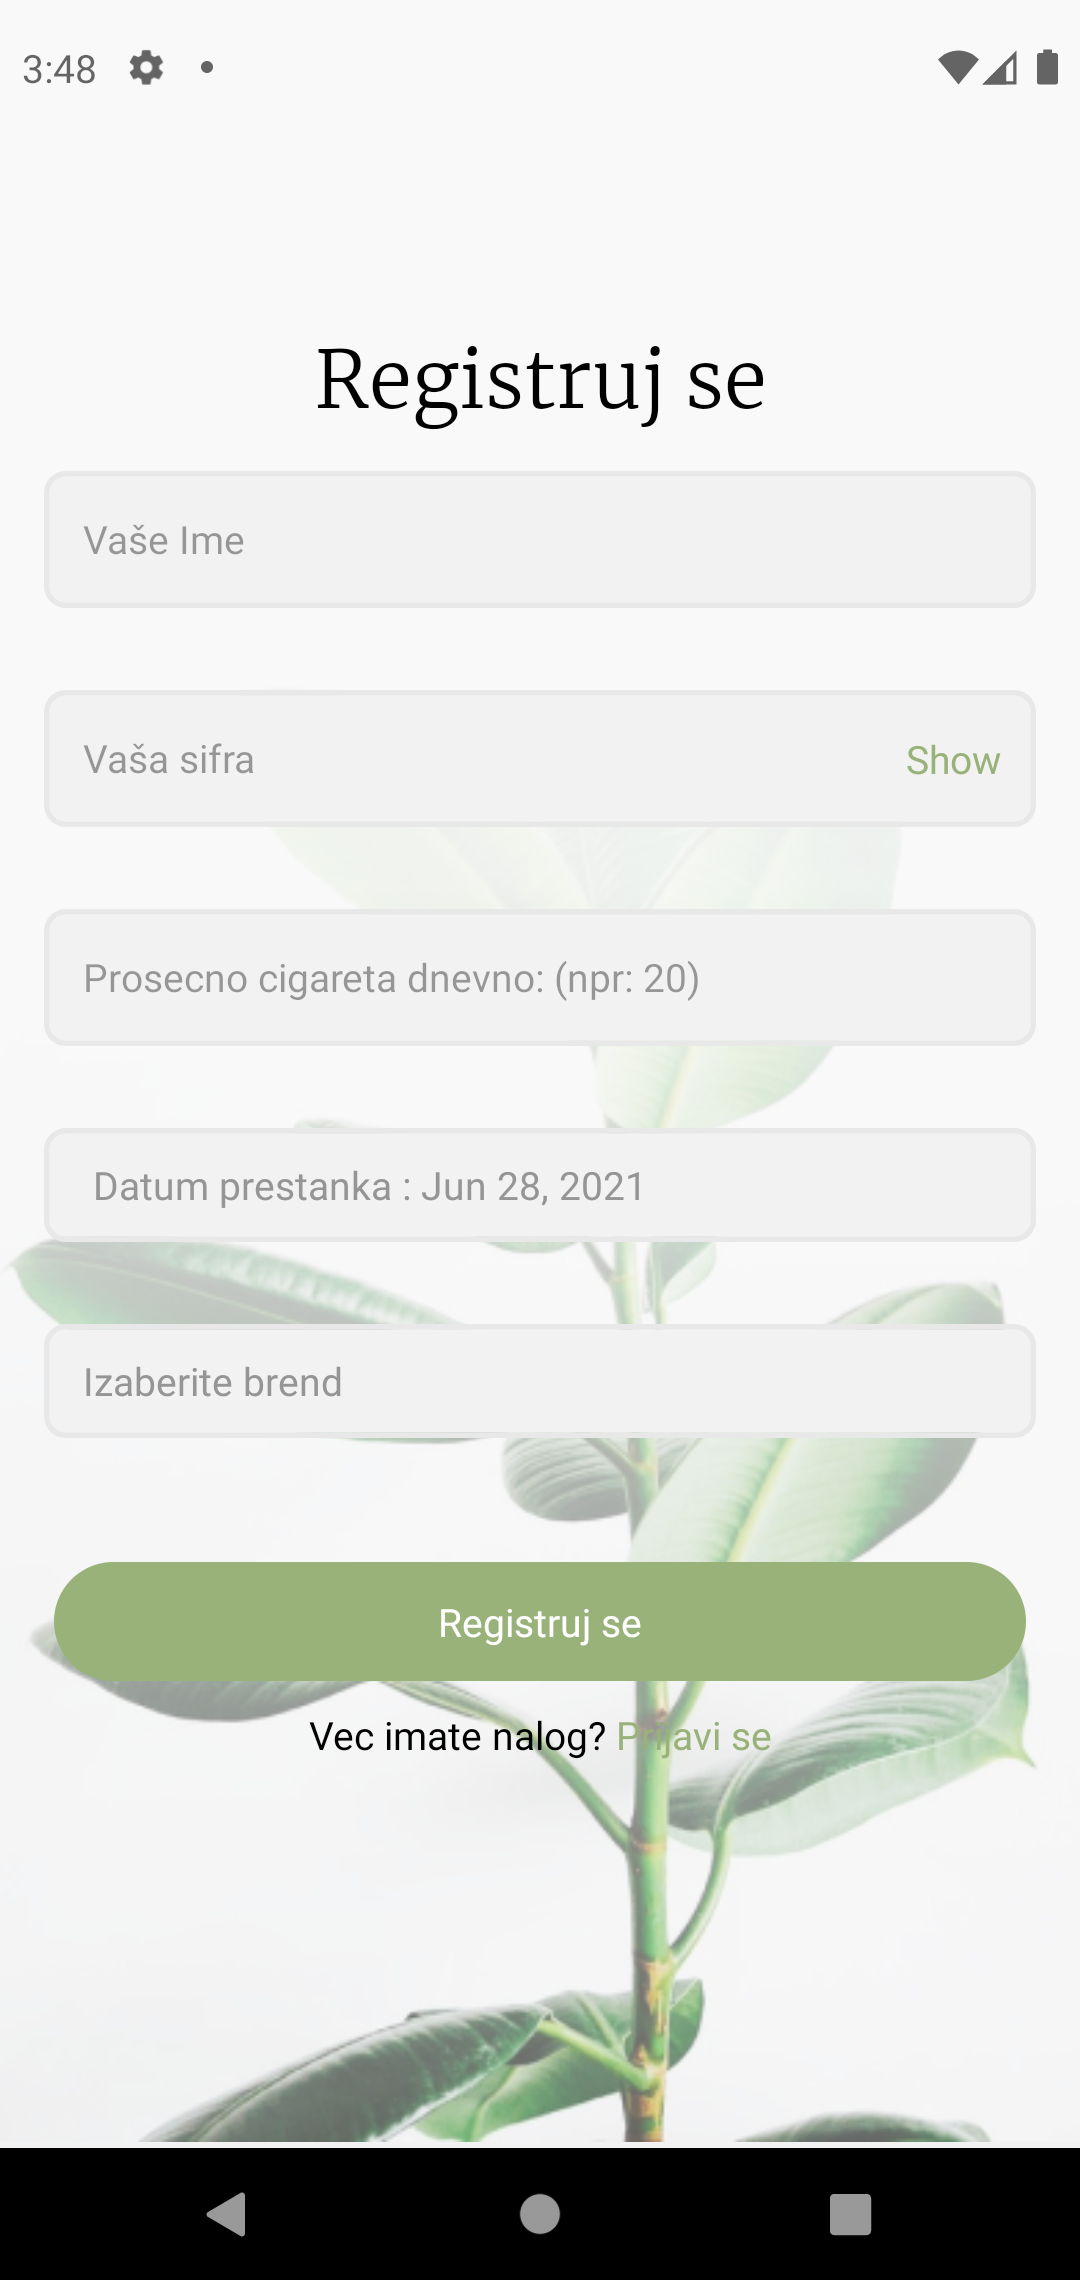 3:48
Registruj se
Vaše Ime
Vaša sifra
Show
Prosecno cigareta dnevno: (npr: 20)
Datum prestanka : Jun 28, 2021
Izaberite brend
Registruj se
Vec imate nalog? Prijavi se